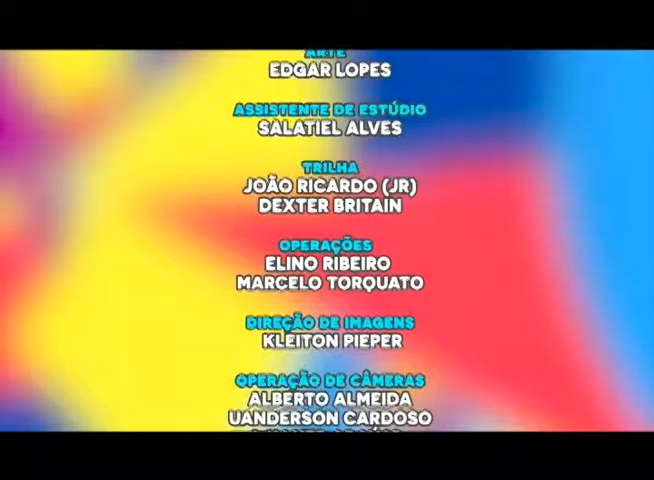 ARTE
EDGAR LOPES
ASSISTENTE DE ESTÚDIO
SALATIEL ALVES
TRILHA
JOÃO RICARDO (JR)
DEXTER BRITAIN
OPERAÇÕES
ELINO RIBEIRO
MARCELO TORQUATO
DIREÇÃO DE IMAGENS
KLEITON PIEPER
OPERAÇÃO DE CÂMERAS
ALBERTO ALMEIDA
UANDERSON CARDOSO